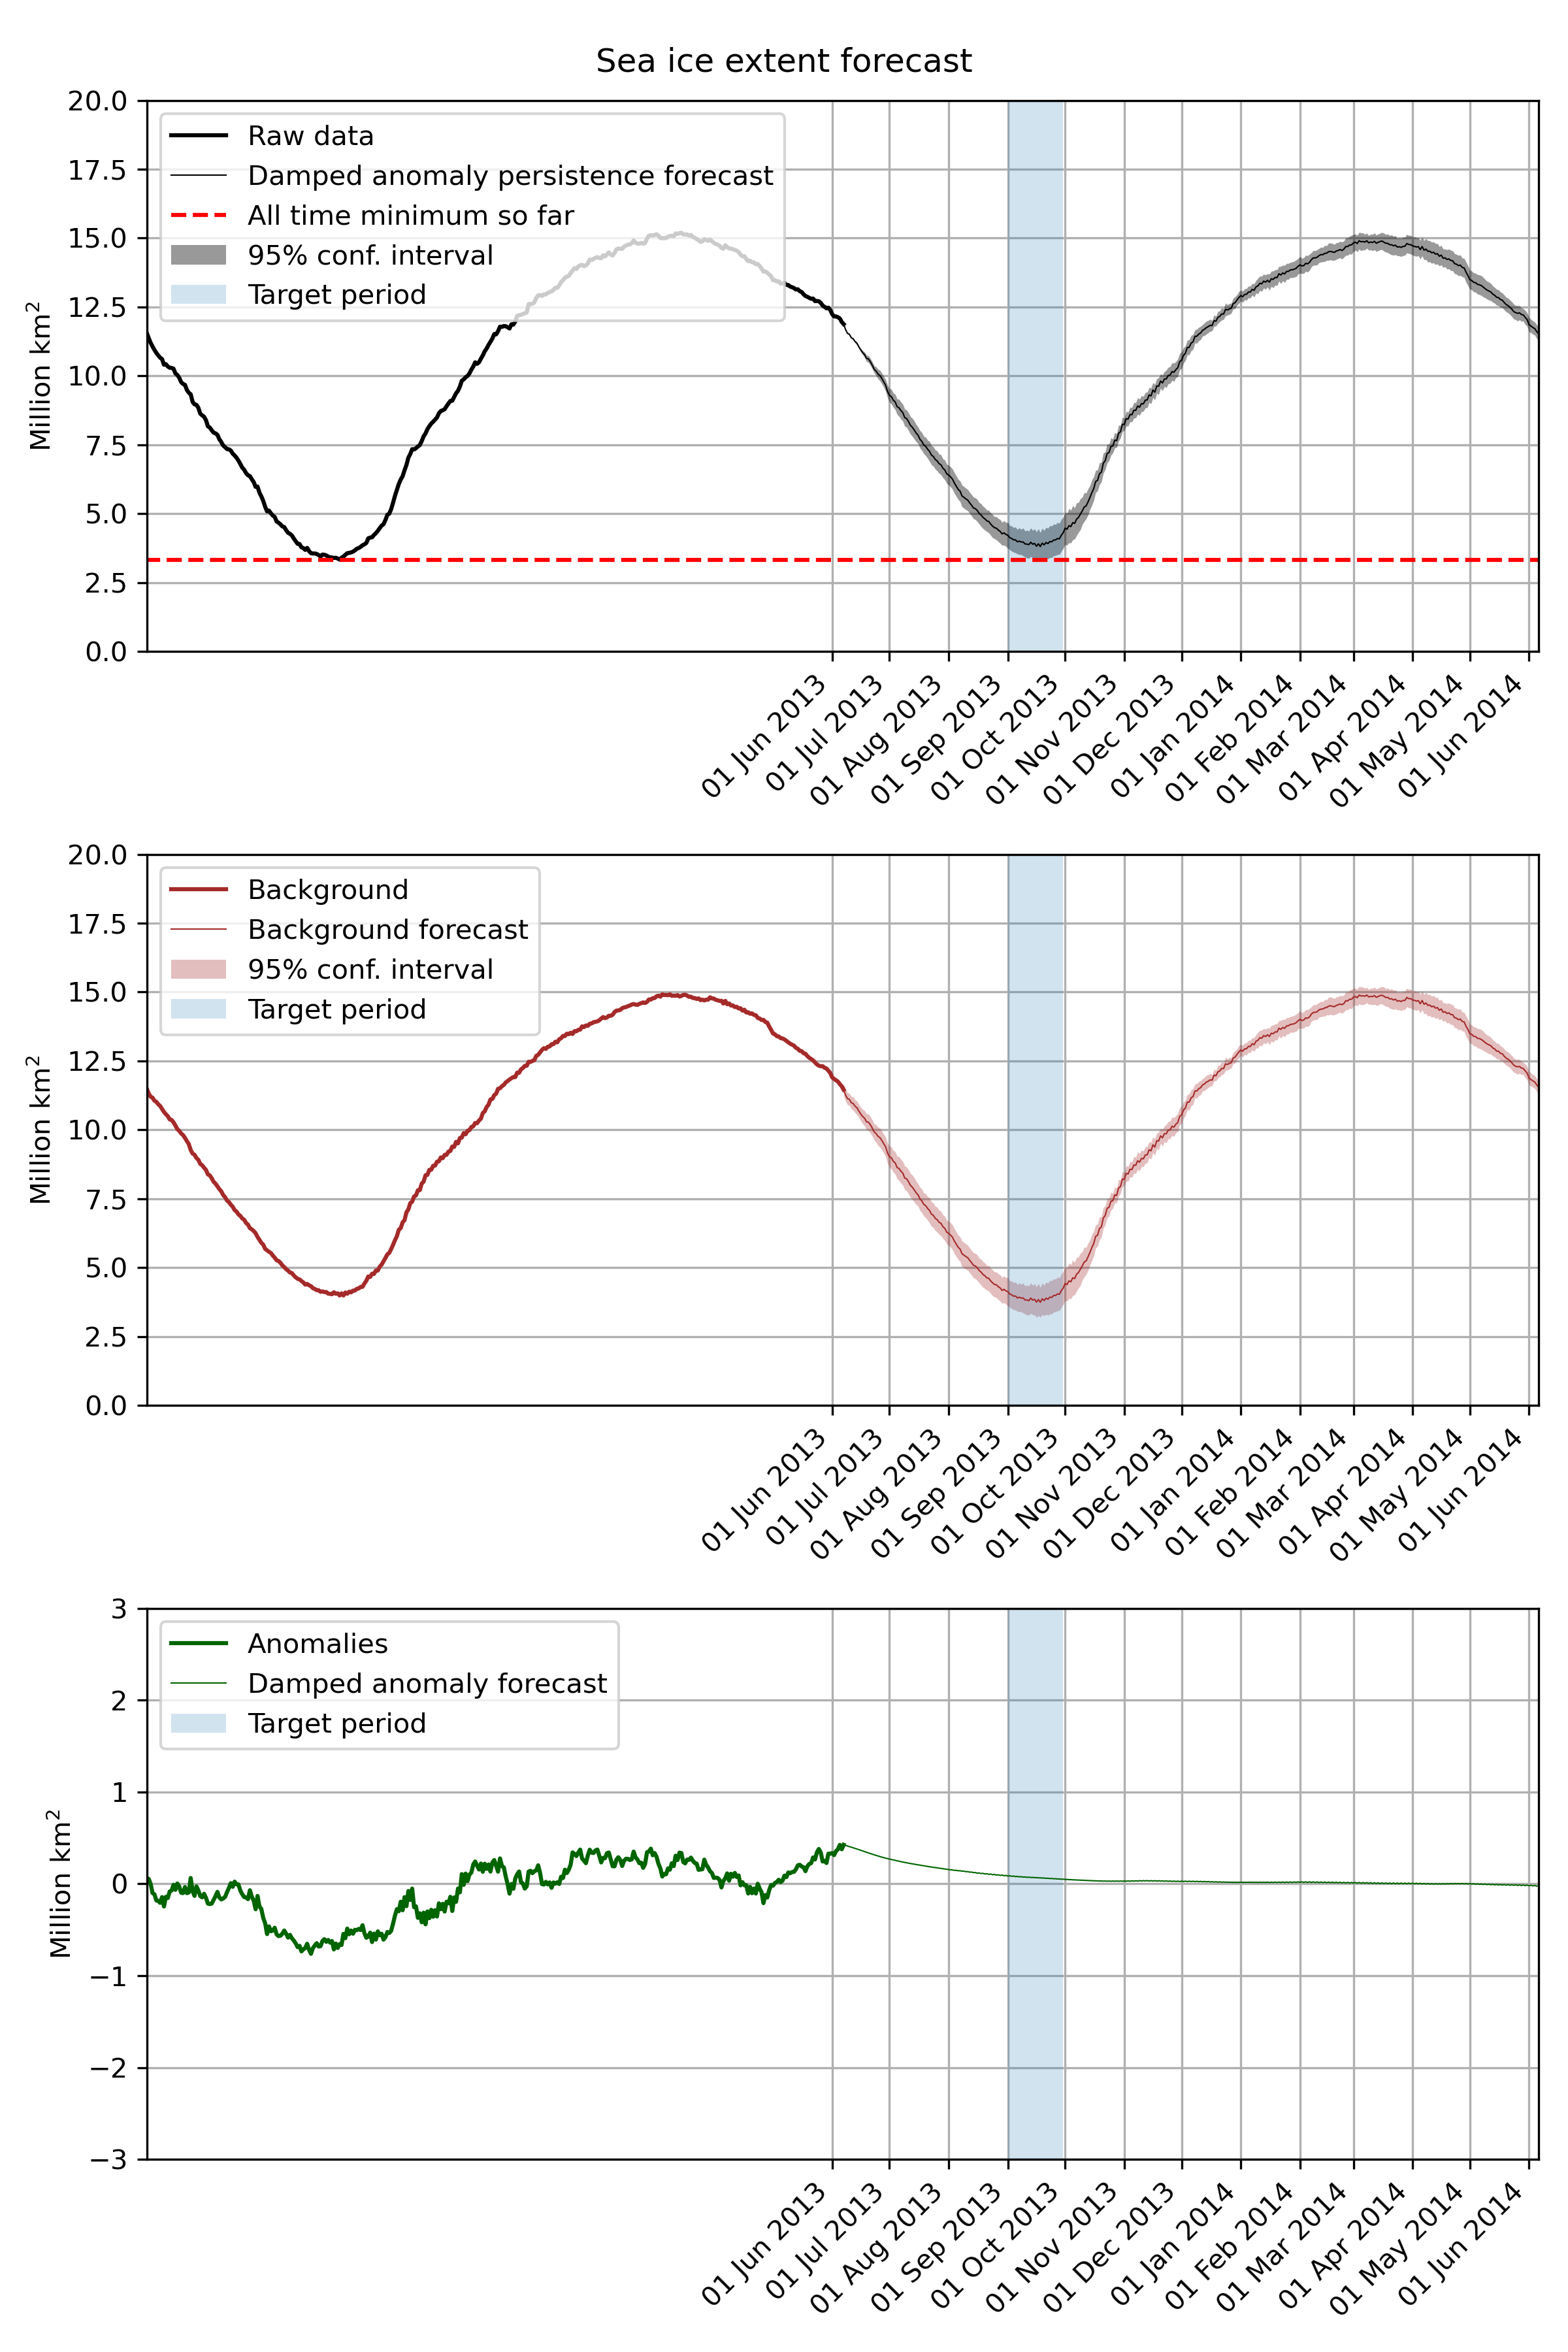 Sea ice extent forecast
20.0
17.5
15.0
12.5
10.0
7.5
5.0
2.5
0.0
Million km²
Raw data
Damped anomaly persistence forecast
All time minimum so far
95% conf. interval
Target period
01 Jun 2013
01 Jul 2013
01 Aug 2013
01 Sep 2013
01 Oct 2013
01 Nov 2013
01 Dec 2013
01 Jan 2014
01 Feb 2014
01 Mar 2014
01 Apr 2014
01 May 2014
01 Jun 2014
20.0
17.5
15.0
12.5
10.0
7.5
5.0
2.5
0.0
Million km²
Background
Background forecast
95% conf. interval
Target period
01 Jun 2013
01 Jul 2013
01 Aug 2013
01 Sep 2013
01 Oct 2013
01 Nov 2013
01 Dec 2013
01 Jan 2014
01 Feb 2014
01 Mar 2014
01 Apr 2014
01 May 2014
01 Jun 2014
3
2
1
0
−1
−2
−3
Million km²
Anomalies
Damped anomaly forecast
Target period
01 Jun 2013
01 Jul 2013
01 Aug 2013
01 Sep 2013
01 Oct 2013
01 Nov 2013
01 Dec 2013
01 Jan 2014
01 Feb 2014
01 Mar 2014
01 Apr 2014
01 May 2014
01 Jun 2014